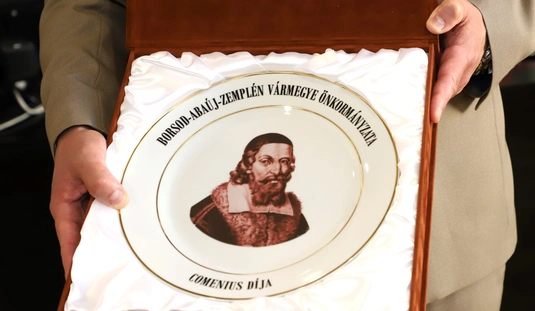 BORSOD-ABAÚJ-ZEMPLÉN VÁRMEGYE ÖNKORMÁNYZATA
COMENIUS DÍJA